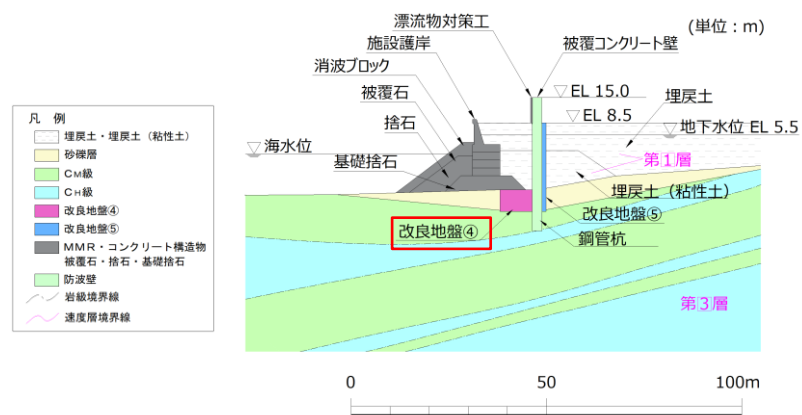 漂流物対策工
(単位：m)
施設護岸
被覆コンクリート壁
消波ブロック
被覆石
EL 15.0
埋戻土
捨石
EL 8.5
地下水位 EL 5.5
海水位
基礎捨石
第1層
埋戻土（粘性土）
改良地盤④
改良地盤⑤
鋼管杭
第3層
凡　例
埋戻土・埋戻土（粘性土）
砂礫層
CM級
CH級
改良地盤④
改良地盤⑤
MMR・コンクリート構造物
被覆石・捨石・基礎捨石
防波壁
岩級境界線
速度層境界線
0 50 100m